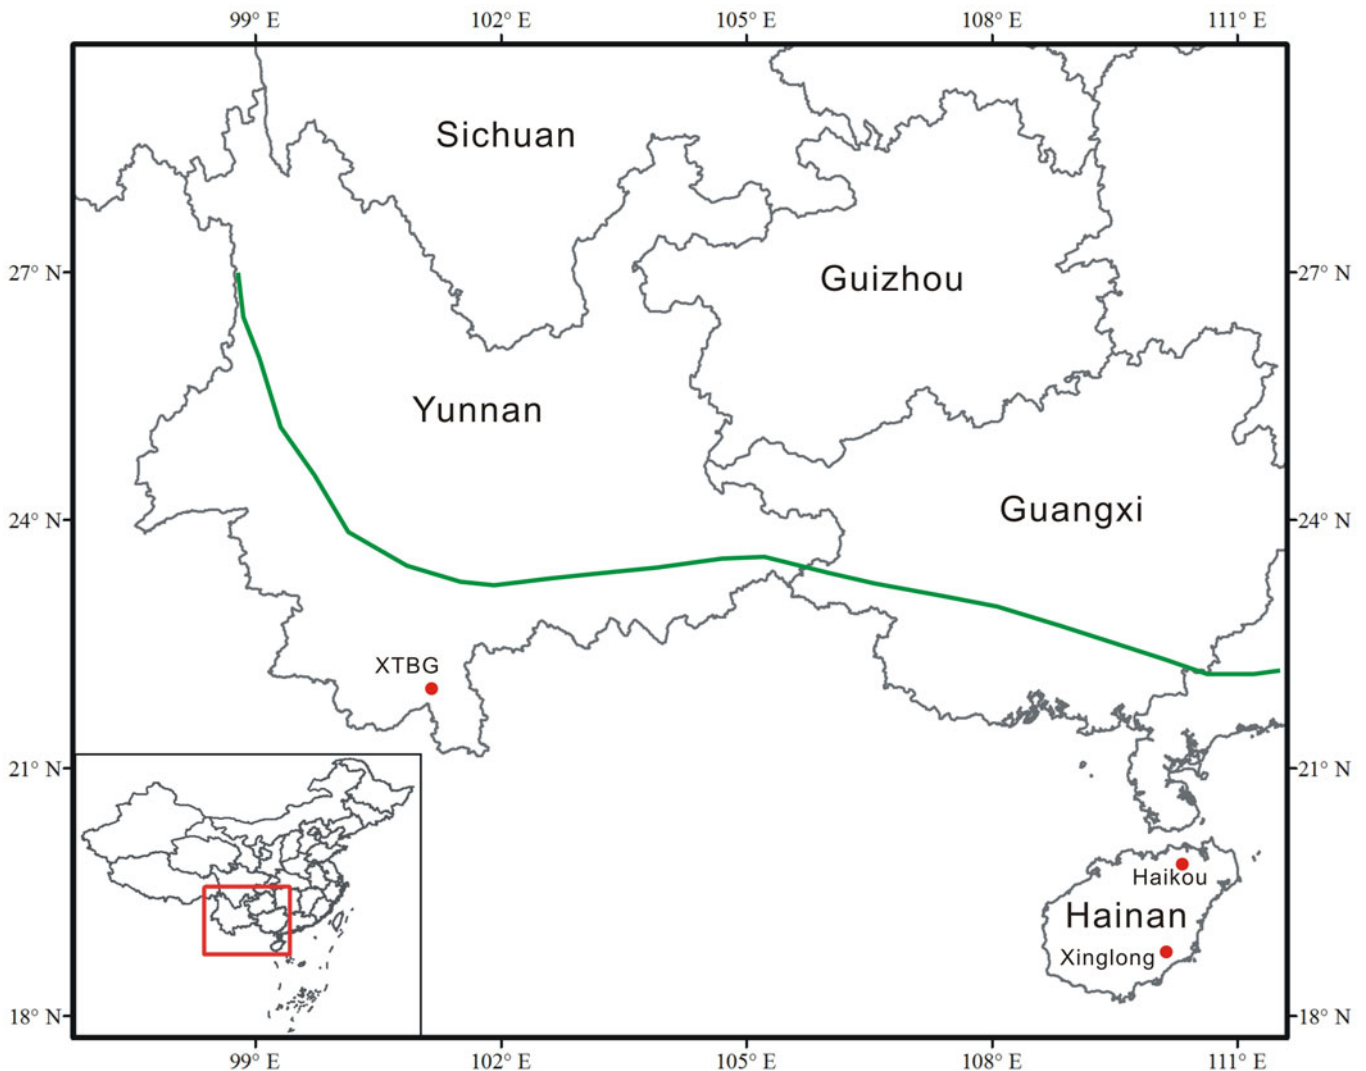 99° E 102° E 105° E 108° E 111° E
Sichuan
27° N Guizhou 27° N
Yunnan
24° N Guangxi 24° N
XTBG
21° N 21° N
Haikou
Hainan
Xinglong
18° N 18° N
99° E 102° E 105° E 108° E 111° E